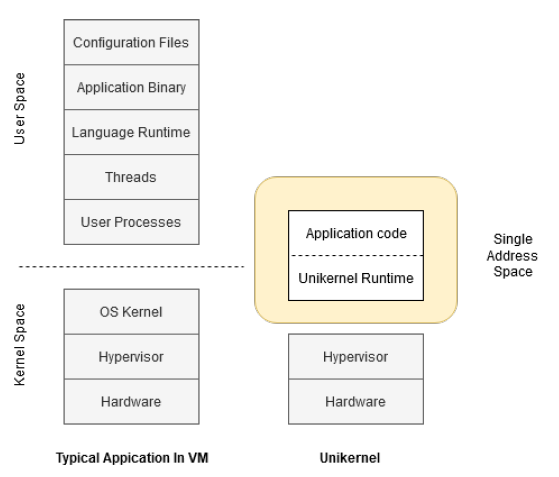 User Space
Configuration Files
Application Binary
Language Runtime
Threads
User Processes
Kernel Space
OS Kernel
Hypervisor
Hardware
Typical Appication In VM
Application code
Unikernel Runtime
Single
Address
Space
Hypervisor
Hardware
Unikernel